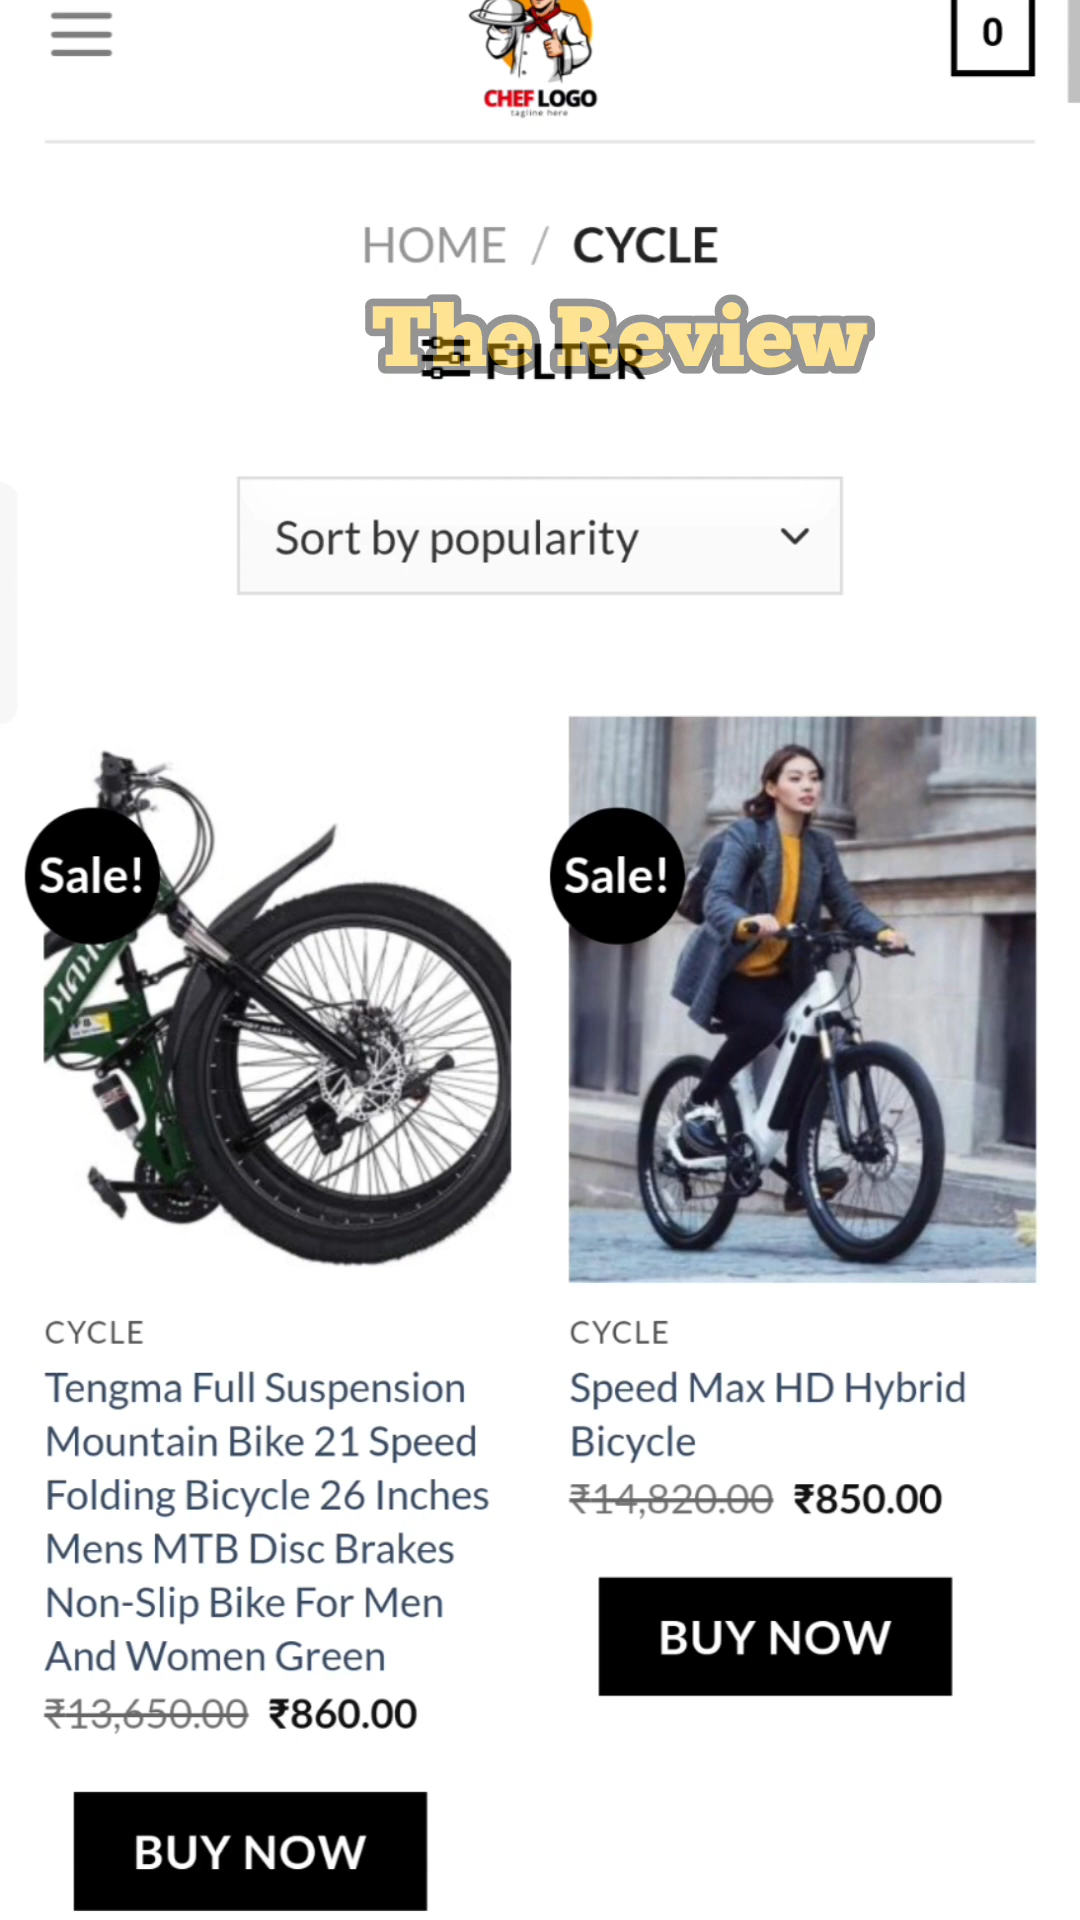 0
CHEF LOGO
tagline here
HOME / CYCLE
The Review
FILTER
Sort by popularity
Sale!
Sale!
CYCLE
Tengma Full Suspension
Mountain Bike 21 Speed
Folding Bicycle 26 Inches
Mens MTB Disc Brakes
Non-Slip Bike For Men
And Women Green
₹13,650.00 ₹860.00
BUY NOW
CYCLE
Speed Max HD Hybrid
Bicycle
₹14,820.00 ₹850.00
BUY NOW